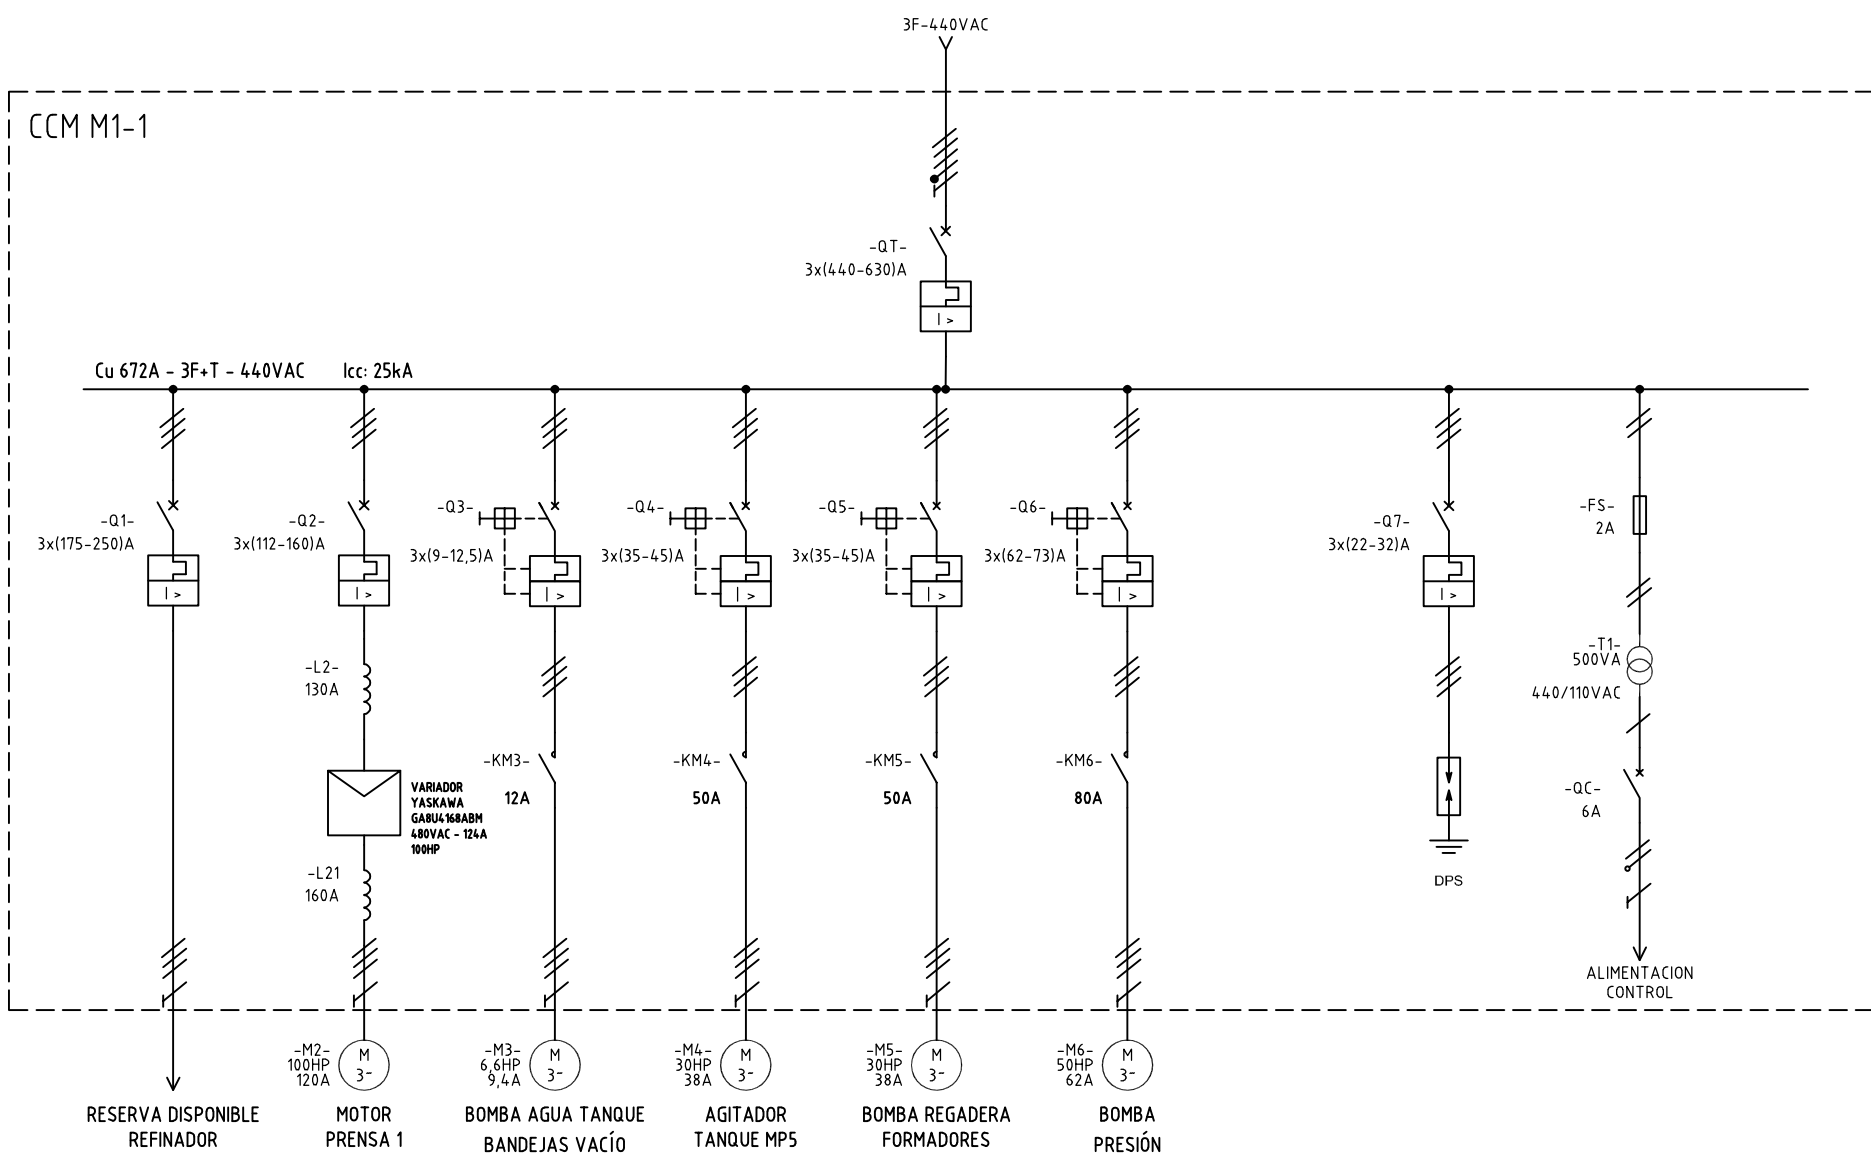 3F-440VAC
CCM M1-1
-QT-
3x(440-630)A
I >
Cu 672A - 3F+T - 440VAC Icc: 25kA
-Q1-
3x(175-250)A
I >
-Q2-
3x(112-160)A
I >
-Q3-
3x(9-12,5)A
I >
-Q4-
3x(35-45)A
I >
-Q5-
3x(35-45)A
I >
-Q6-
3x(62-73)A
I >
-Q7-
3x(22-32)A
I >
-FS-
2A
-L2-
130A
-T1-
500VA
440/110VAC
VARIADOR
YASKAWA
GA8U4168ABM
480VAC - 124A
100HP
-KM3-
12A
-KM4-
50A
-KM5-
50A
-KM6-
80A
-QC-
6A
-L21
160A
DPS
ALIMENTACION
CONTROL
-M2-
100HP
120A
M
3~
-M3-
6,6HP
9,4A
M
3~
-M4-
30HP
38A
M
3~
-M5-
30HP
38A
M
3~
-M6-
50HP
62A
M
3~
RESERVA DISPONIBLE
REFINADOR
MOTOR
PRENSA 1
BOMBA AGUA TANQUE
BANDEJAS VACÍO
AGITADOR
TANQUE MP5
BOMBA REGADERA
FORMADORES
BOMBA
PRESIÓN